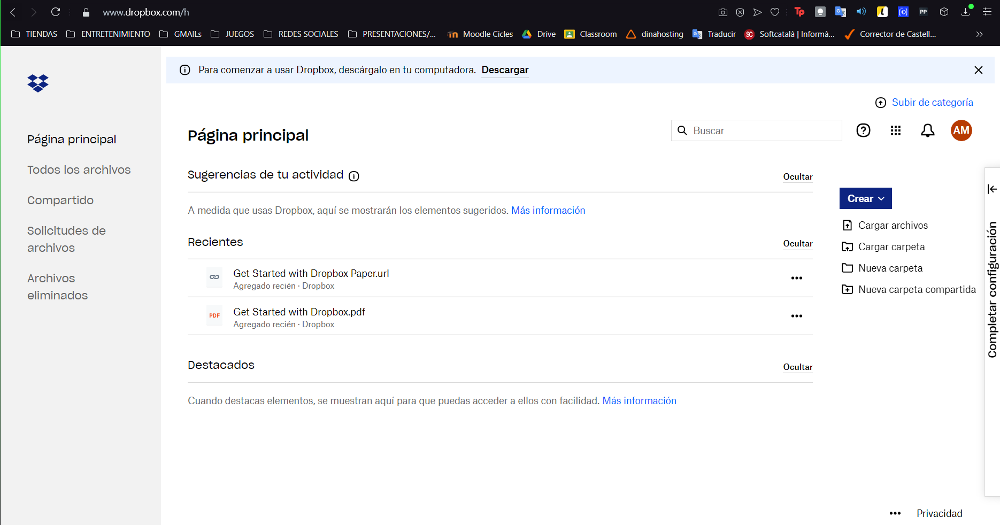 www.dropbox.com/h
TIENDAS ENTRETENIMIENTO GMAILs JUEGOS REDES SOCIALES PRESENTACIONES/... Moodle Cicles Drive Classroom dinahosting Traducir SC Softcatalà | Informà... Corrector de Castell...
Para comenzar a usar Dropbox, descárgalo en tu computadora. Descargar
Subir de categoría
Página principal
Buscar
AM
Página principal
Todos los archivos
Compartido
Solicitudes de
archivos
Archivos
eliminados
Sugerencias de tu actividad
Ocultar
A medida que usas Dropbox, aquí se mostrarán los elementos sugeridos. Más información
Recientes
Ocultar
Get Started with Dropbox Paper.url
Agregado recién · Dropbox
PDF
Get Started with Dropbox.pdf
Agregado recién · Dropbox
Destacados
Ocultar
Cuando destacas elementos, se muestran aquí para que puedas acceder a ellos con facilidad. Más información
Crear
Cargar archivos
Cargar carpeta
Nueva carpeta
Nueva carpeta compartida
Completar configuración
Privacidad